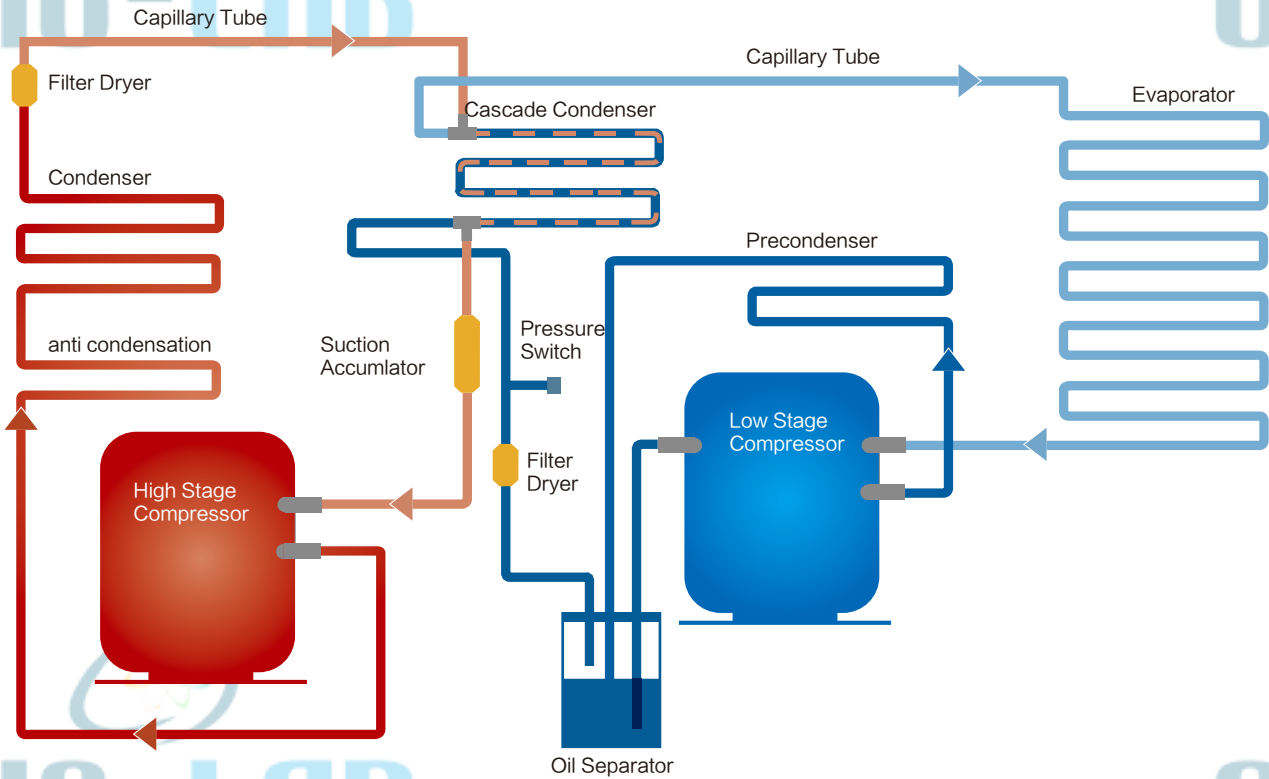 Capillary Tube
Filter Dryer
Capillary Tube
Evaporator
Cascade Condenser
Condenser
Precondenser
anti condensation
Suction
Accumlator
Pressure
Switch
Low Stage
Compressor
High Stage
Compressor
Filter
Dryer
Oil Separator